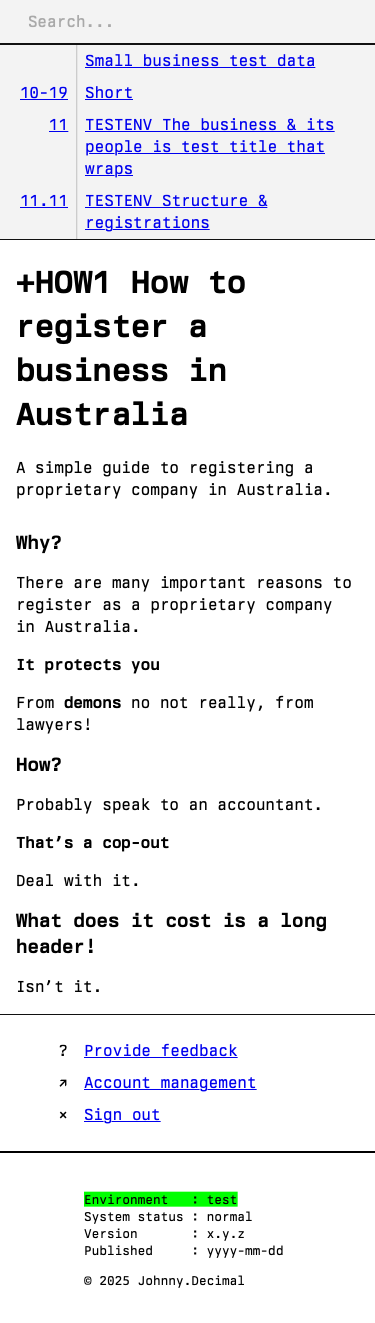 Search...
Small business test data
10-19 Short
11 TESTENV The business & its
people is test title that
wraps
11.11 TESTENV Structure &
registrations
+HOW1 How to
register a
business in
Australia
A simple guide to registering a
proprietary company in Australia.
Why?
There are many important reasons to
register as a proprietary company
in Australia.
It protects you
From demons no not really, from
lawyers!
How?
Probably speak to an accountant.
That’s a cop-out
Deal with it.
What does it cost is a long
header!
Isn’t it.
? Provide feedback
↗ Account management
× Sign out
Environment : test
System status : normal
Version : x.y.z
Published : yyyy-mm-dd
© 2025 Johnny.Decimal